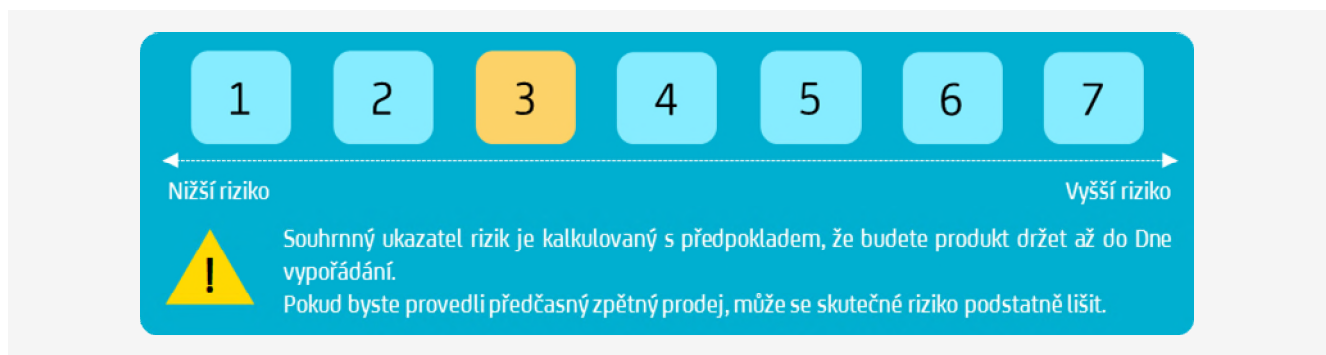 1 2 3 4 5 6 7
Nižší riziko Vyšší riziko
Souhrnný ukazatel rizik je kalkulovaný s předpokladem, že budete produkt držet až do Dne
vypořádání.
!
Pokud byste provedli předčasný zpětný prodej, může se skutečné riziko podstatně lišit.